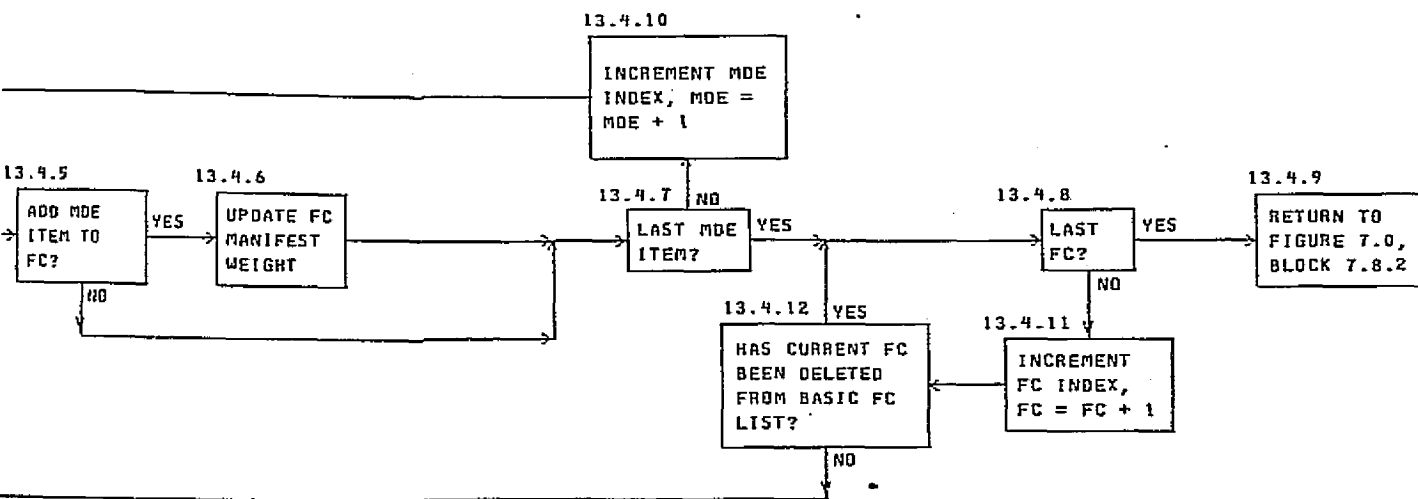 13.4.10
INCREMENT MDE
INDEX, MDE =
MDE + 1
13.4.5
ADD MDE
ITEM TO
FC?
YES
NO
13.4.6
UPDATE FC
MANIFEST
WEIGHT
13.4.7
NO
LAST MDE
ITEM?
YES
13.4.8
LAST
FC?
YES
NO
13.4.9
RETURN TO
FIGURE 7.0,
BLOCK 7.8.2
13.4.12
YES
HAS CURRENT FC
BEEN DELETED
FROM BASIC FC
LIST?
NO
13.4.11
INCREMENT
FC INDEX,
FC = FC + 1